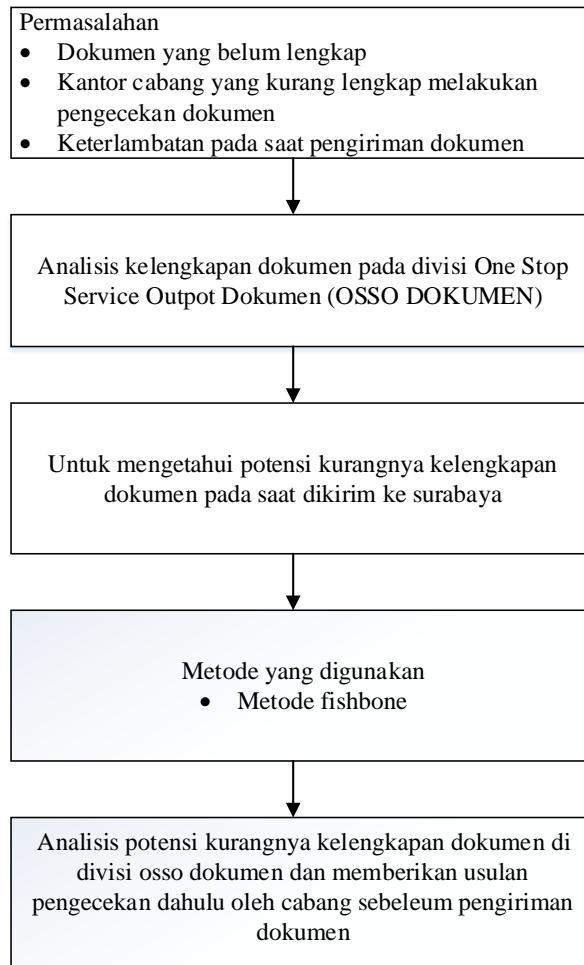 Permasalahan
• Dokumen yang belum lengkap
• Kantor cabang yang kurang lengkap melakukan
pengecekan dokumen
• Keterlambatan pada saat pengiriman dokumen
Analisis kelengkapan dokumen pada divisi One Stop
Service Outpot Dokumen (OSSO DOKUMEN)
Untuk mengetahui potensi kurangnya kelengkapan
dokumen pada saat dikirim ke surabaya
Metode yang digunakan
• Metode fishbone
Analisis potensi kurangnya kelengkapan dokumen di
divisi osso dokumen dan memberikan usulan
pengecekan dahulu oleh cabang sebeleum pengiriman
dokumen